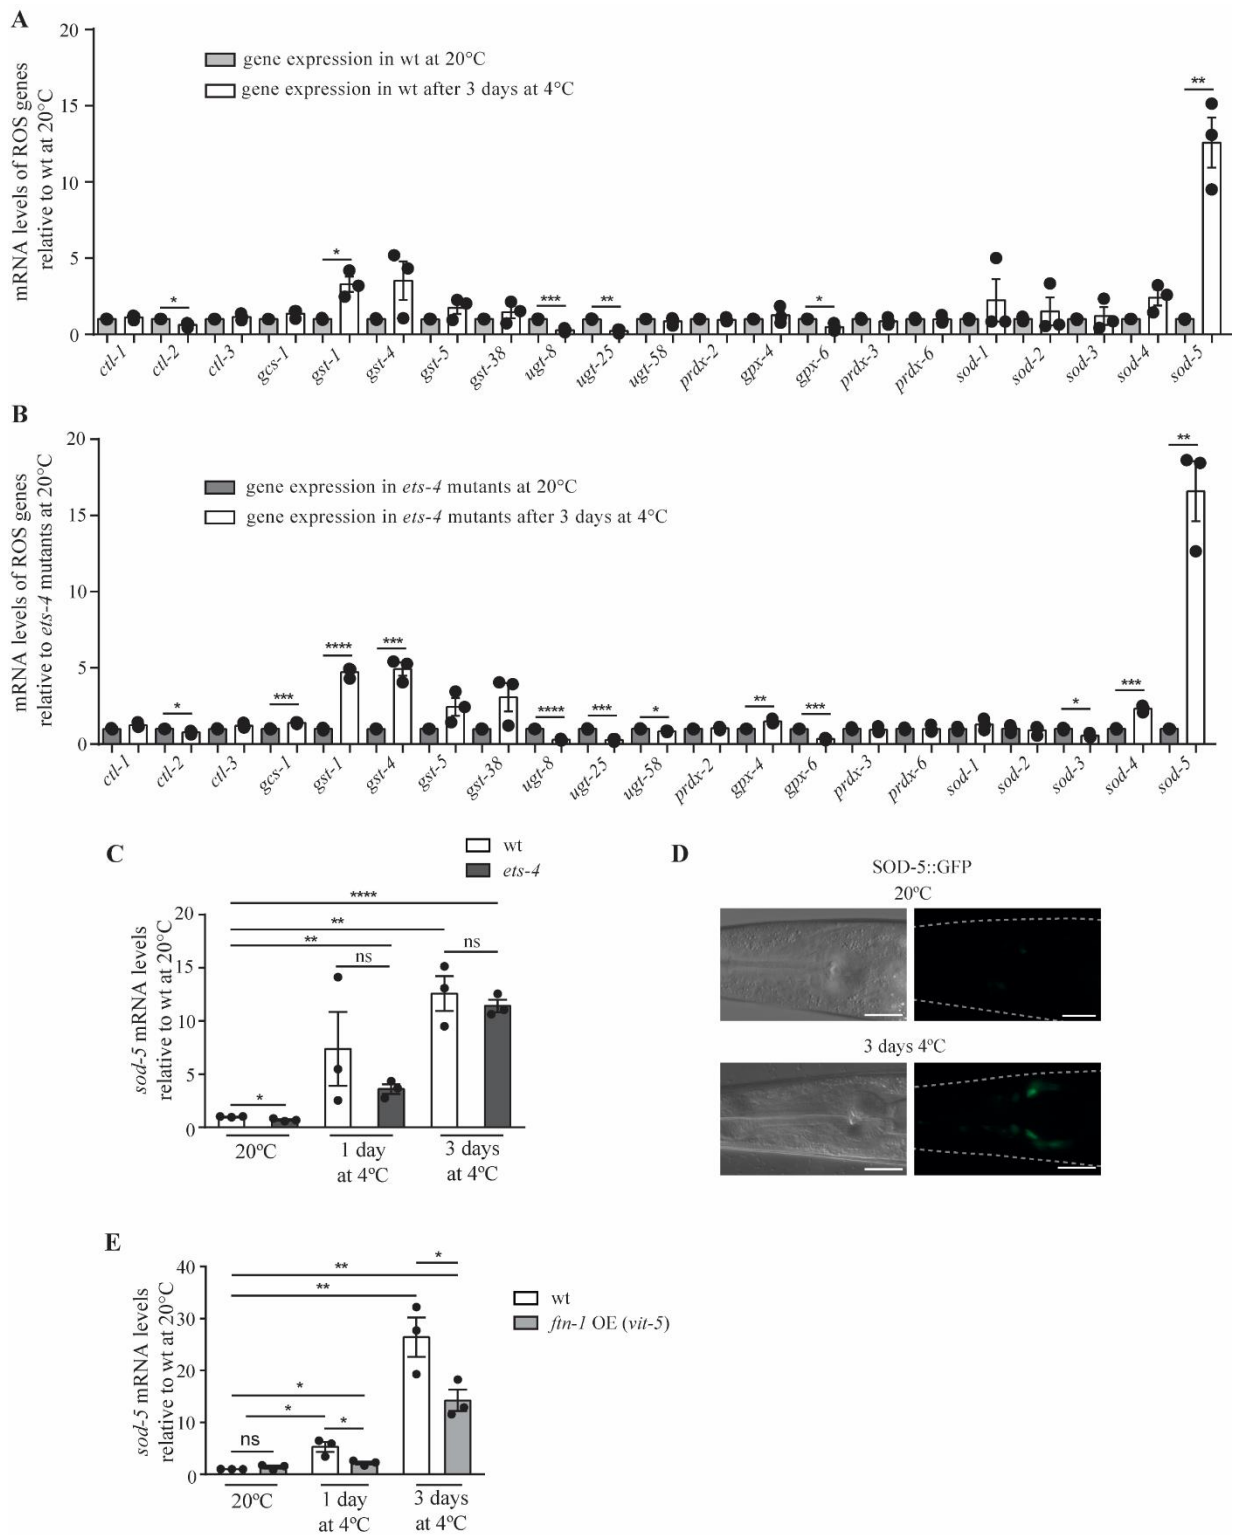 A
mRNA levels of ROS genes
relative to wt at 20°C
20
15
10
5
0
gene expression in wt at 20°C
gene expression in wt after 3 days at 4°C
* * *** ** * **
ctl-1 ctl-2 ctl-3 gcs-1 gst-1 gst-4 gst-5 gst-38 ugt-8 ugt-25 ugt-58 prdx-2 gpx-4 gpx-6 prdx-3 prdx-6 sod-1 sod-2 sod-3 sod-4 sod-5
B
mRNA levels of ROS genes
relative to ets-4 mutants at 20°C
20
15
10
5
0
gene expression in ets-4 mutants at 20°C
gene expression in ets-4 mutants after 3 days at 4°C
* *** **** *** **** *** * ** *** * *** **
ctl-1 ctl-2 ctl-3 gcs-1 gst-1 gst-4 gst-5 gst-38 ugt-8 ugt-25 ugt-58 prdx-2 gpx-4 gpx-6 prdx-3 prdx-6 sod-1 sod-2 sod-3 sod-4 sod-5
C
wt
ets-4
sod-5 mRNA levels
relative to wt at 20°C
20
15
10
5
0
****
**
**
ns
ns
*
20ºC
1 day
at 4ºC
3 days
at 4ºC
D
SOD-5::GFP
20ºC
3 days 4ºC
E
sod-5 mRNA levels
relative to wt at 20°C
40
30
20
10
0
*
**
**
*
*
*
ns
wt
ftn-1 OE (vit-5)
20ºC
1 day
at 4ºC
3 days
at 4ºC